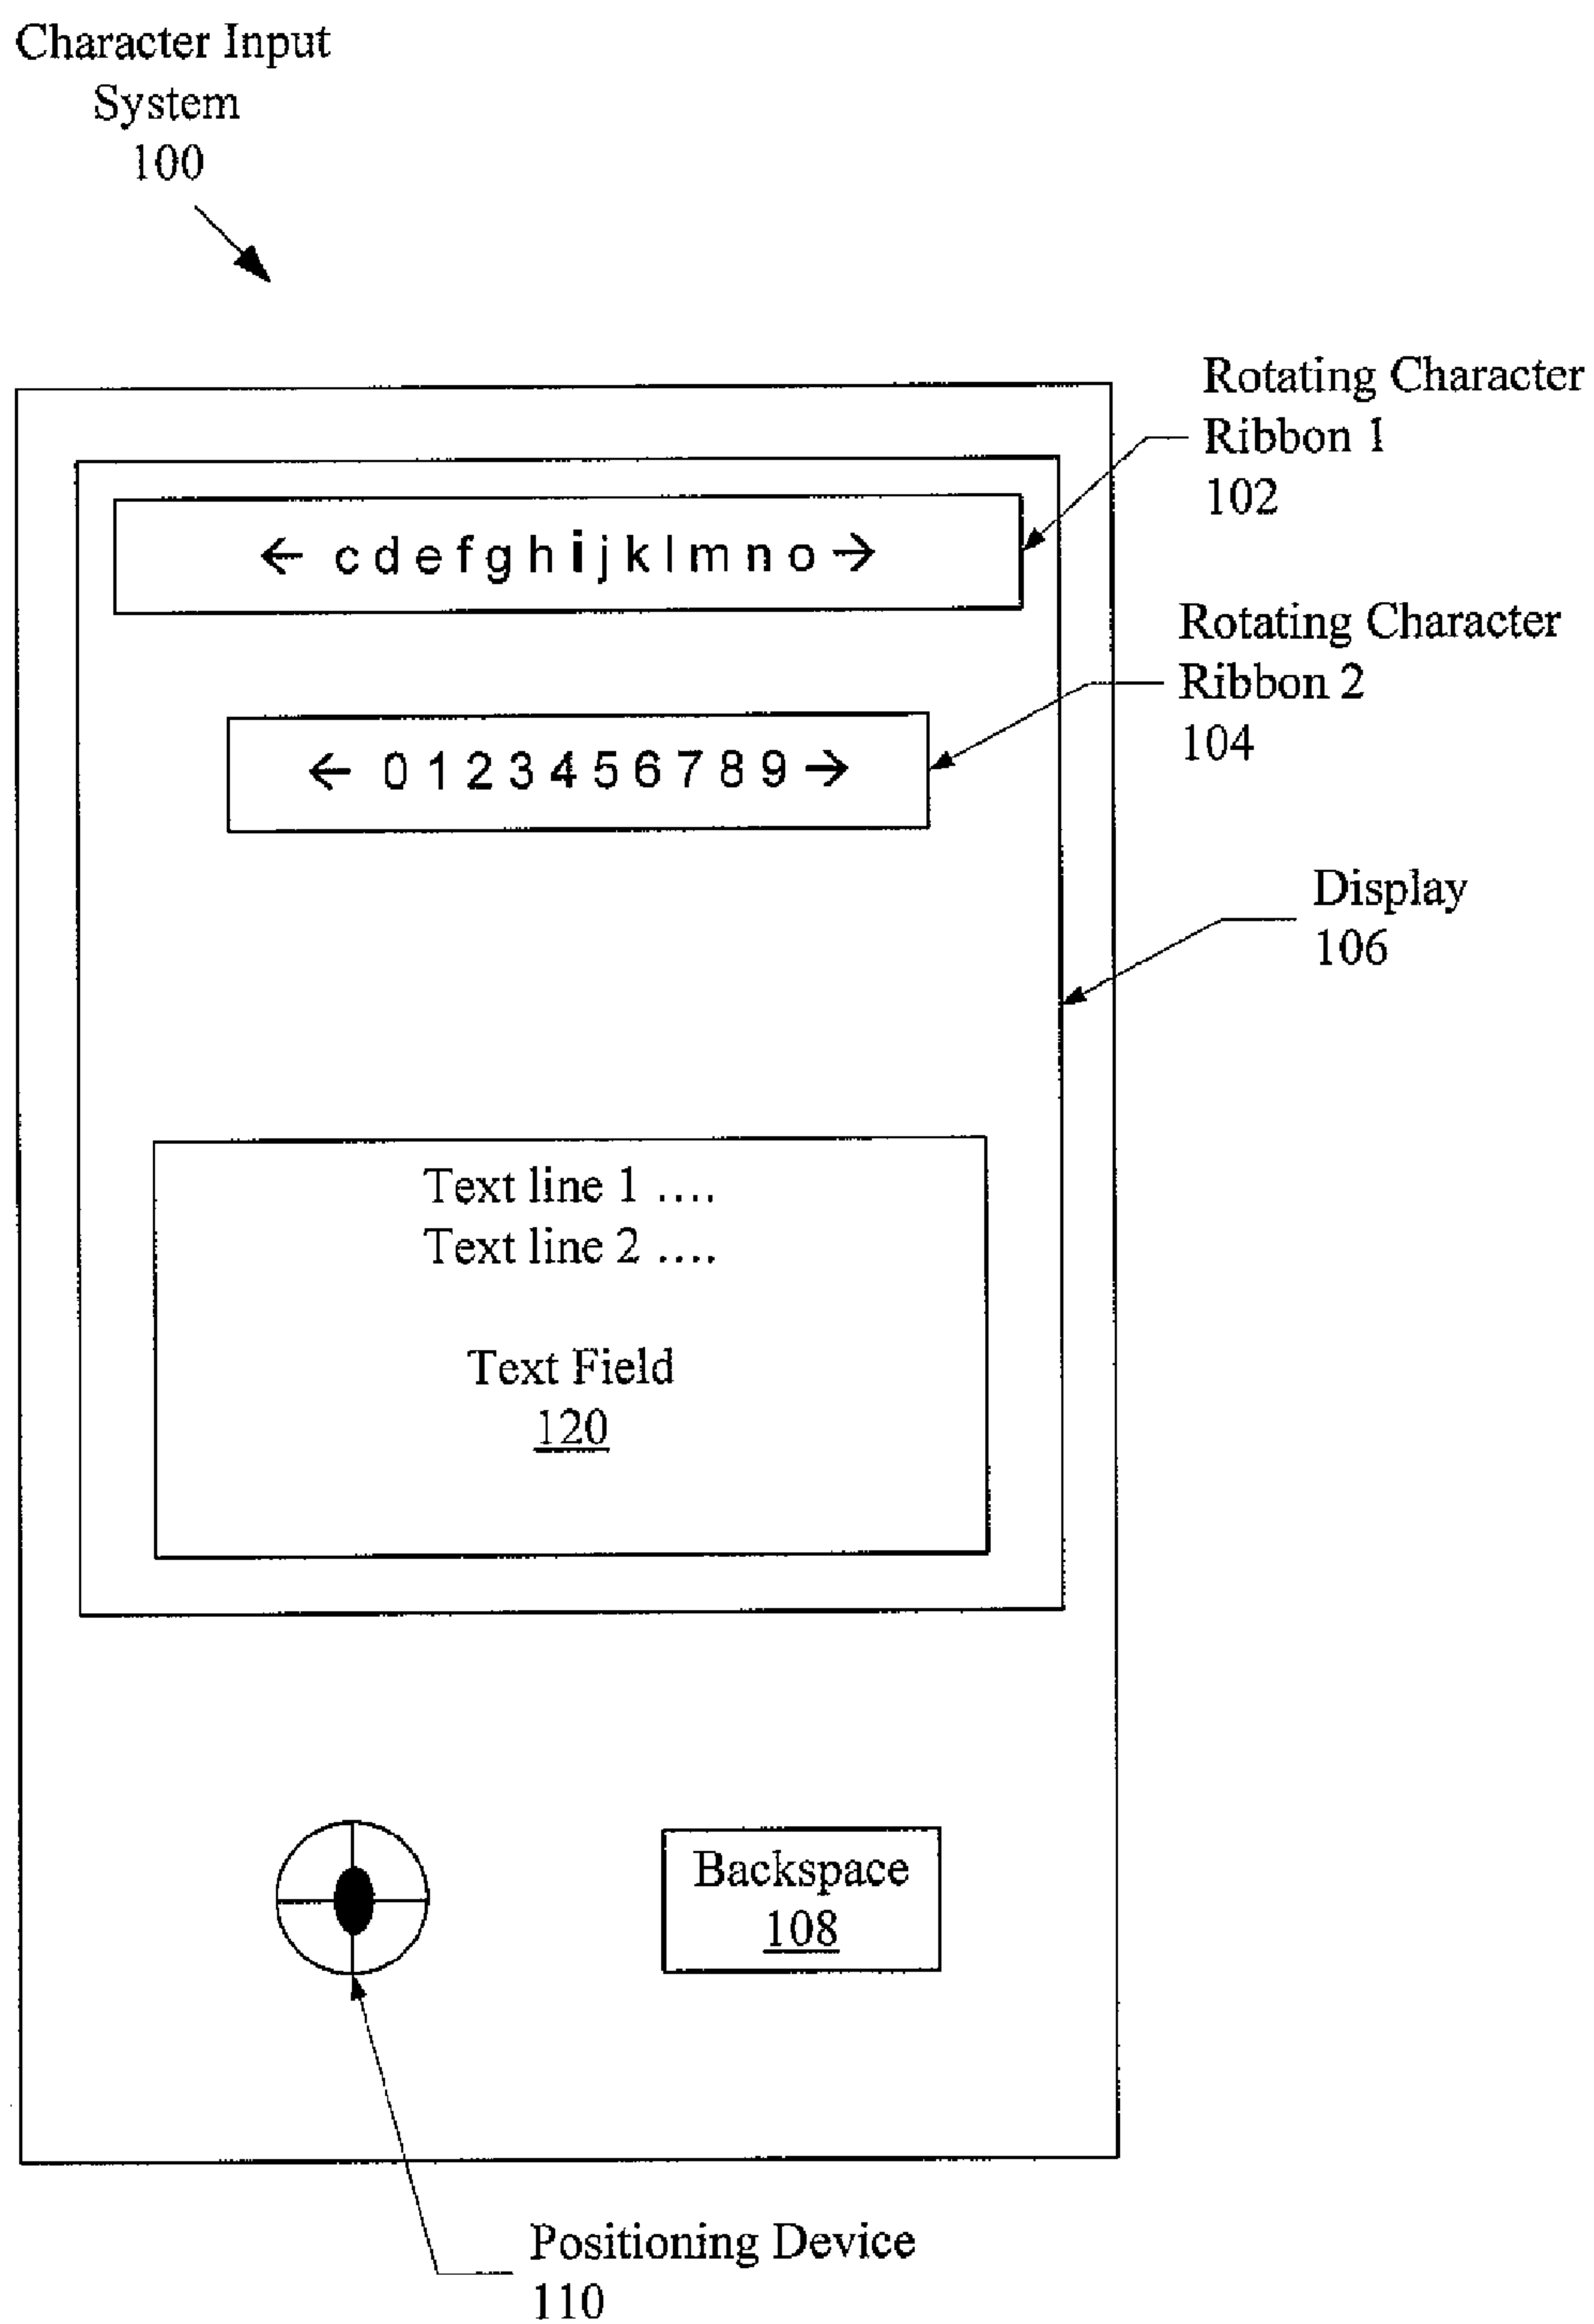 Character Input
System
100
Rotating Character
Ribbon 1
102
← c d e f g h i j k l m n o →
Rotating Character
Ribbon 2
104
← 0 1 2 3 4 5 6 7 8 9 →
Display
106
Text line 1 ....
Text line 2 ....
Text Field
120
Backspace
108
Positioning Device
110